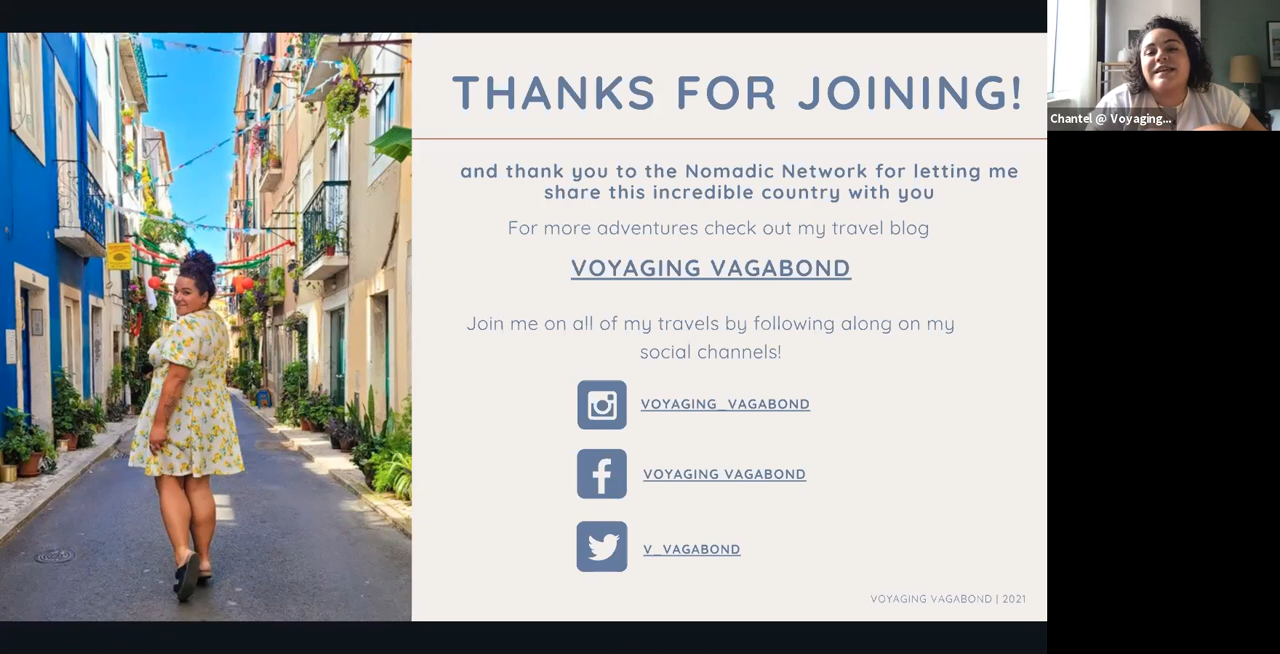 THANKS FOR JOINING!
and thank you to the Nomadic Network for letting me
share this incredible country with you
For more adventures check out my travel blog
VOYAGING VAGABOND
Join me on all of my travels by following along on my
social channels!
VOYAGING_VAGABOND
VOYAGING VAGABOND
V_VAGABOND
VOYAGING VAGABOND | 2021
Chantel @ Voyaging...